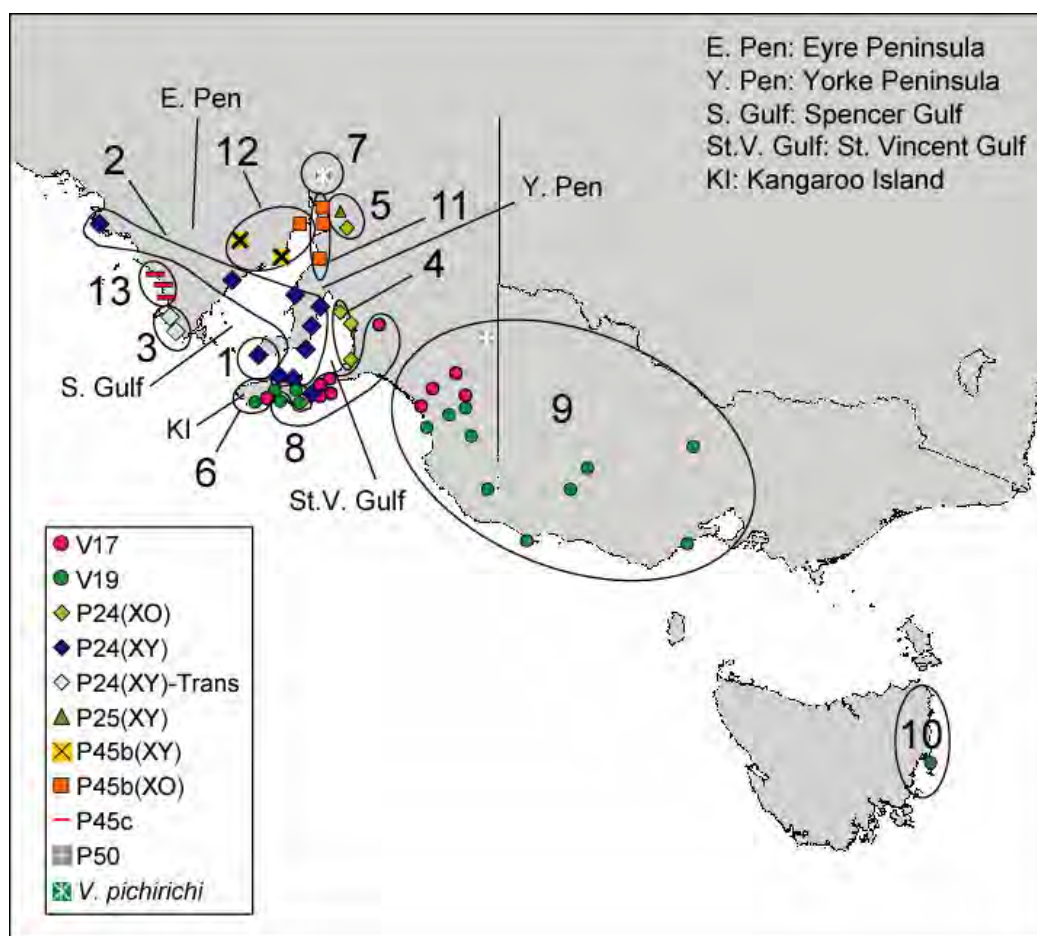 E. Pen: Eyre Peninsula
Y. Pen: Yorke Peninsula
S. Gulf: Spencer Gulf
St.V. Gulf: St. Vincent Gulf
KI: Kangaroo Island
E. Pen
2
12
7
5
11
Y. Pen
4
13
3
1
S. Gulf
KI
6
8
St.V. Gulf
9
10
V17
V19
P24(XO)
P24(XY)
P24(XY)-Trans
P25(XY)
P45b(XY)
P45b(XO)
P45c
P50
V. pichirichi